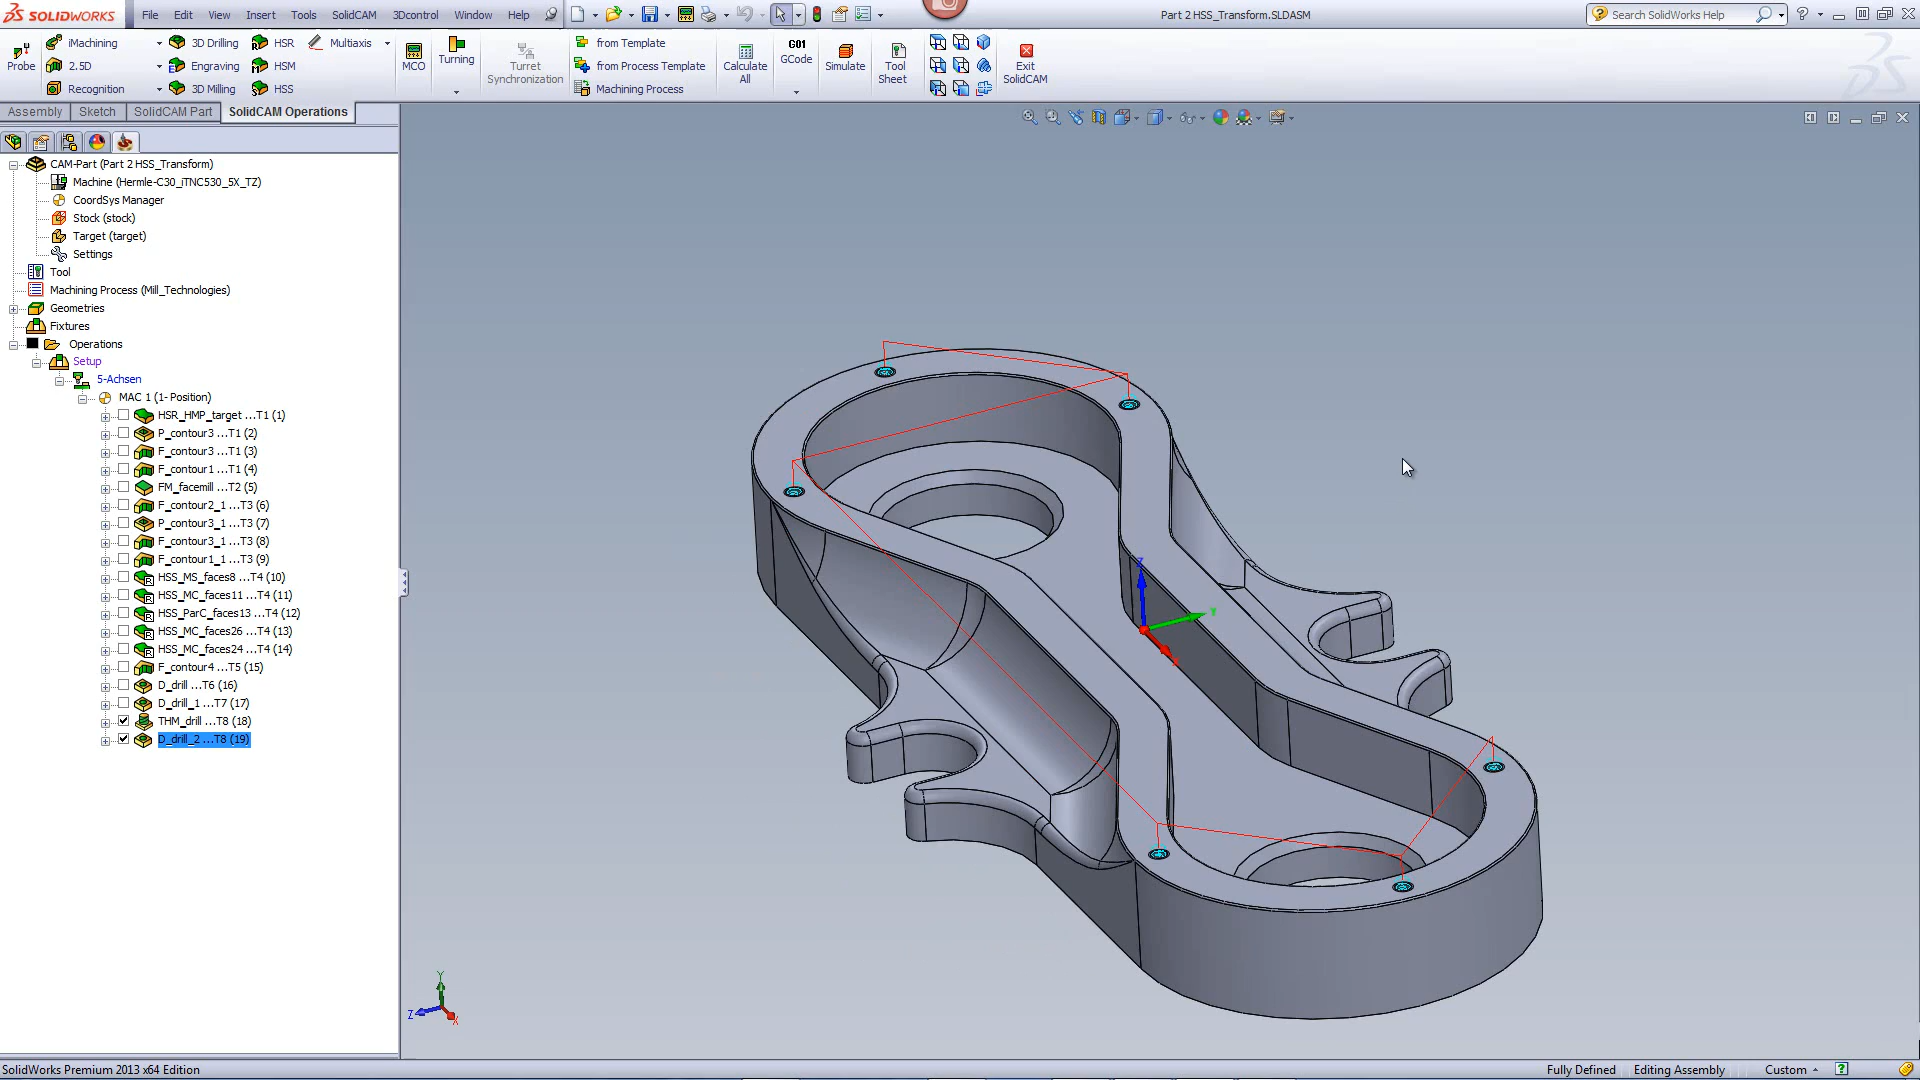 SOLIDWORKS File Edit View Insert Tools SolidCAM 3Dcontrol Window Help Part 2 HSS_Transform.SLDASM Search SolidWorks Help
Probe iMachining 3D Drilling HSR Multiaxis MCO Turning Turret Synchronization from Template Calculate All G01 GCode Simulate Tool Sheet Exit SolidCAM
2.5D Engraving HSM from Process Template
Recognition 3D Milling HSS Machining Process
Assembly Sketch SolidCAM Part SolidCAM Operations
CAM-Part (Part 2 HSS_Transform)
Machine (Hermle-C30_iTNC530_5X_TZ)
CoordSys Manager
Stock (stock)
Target (target)
Settings
Tool
Machining Process (Mill_Technologies)
Geometries
Fixtures
Operations
Setup
5-Achsen
MAC 1 (1- Position)
HSR_HMP_target ...T1 (1)
P_contour3 ...T1 (2)
F_contour3 ...T1 (3)
F_contour1 ...T1 (4)
FM_facemill ...T2 (5)
F_contour2_1 ...T3 (6)
P_contour3_1 ...T3 (7)
F_contour3_1 ...T3 (8)
F_contour1_1 ...T3 (9)
HSS_MS_faces8 ...T4 (10)
HSS_MC_faces11 ...T4 (11)
HSS_ParC_faces13 ...T4 (12)
HSS_MC_faces26 ...T4 (13)
HSS_MC_faces24 ...T4 (14)
F_contour4 ...T5 (15)
D_drill ...T6 (16)
D_drill_1 ...T7 (17)
THM_drill ...T8 (18)
D_drill_2 ...T8 (19)
Z
Y
X
Y
Z
X
SolidWorks Premium 2013 x64 Edition Fully Defined Editing Assembly Custom